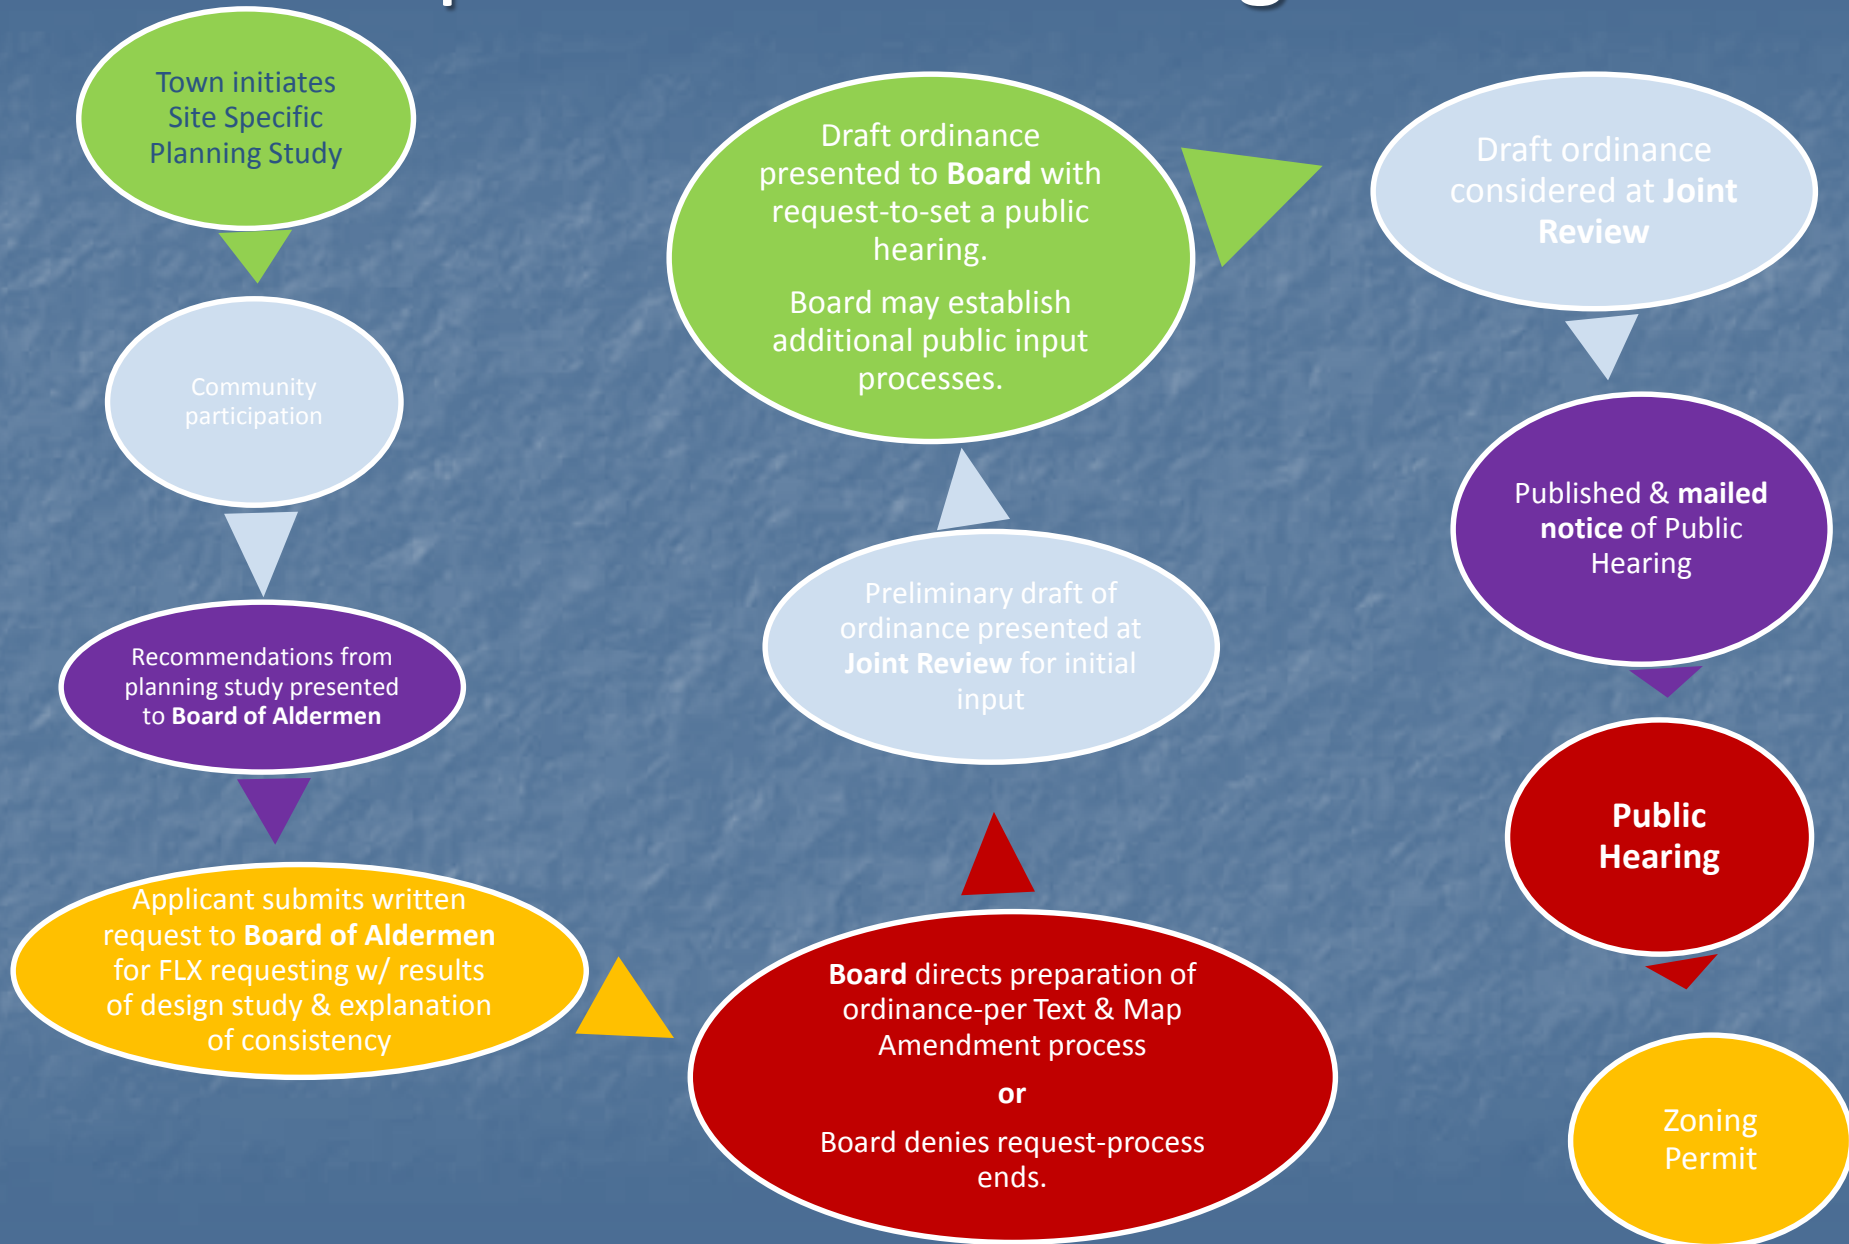 Town initiates
Site Specific
Planning Study
Community
participation
Recommendations from
planning study presented
to Board of Aldermen
Applicant submits written
request to Board of Aldermen
for FLX requesting w/ results
of design study & explanation
of consistency
Board directs preparation of
ordinance-per Text & Map
Amendment process
or
Board denies request-process
ends.
Preliminary draft of
ordinance presented at
Joint Review for initial
input
Draft ordinance
presented to Board with
request-to-set a public
hearing.
Board may establish
additional public input
processes.
Draft ordinance
considered at Joint
Review
Published & mailed
notice of Public
Hearing
Public
Hearing
Zoning
Permit